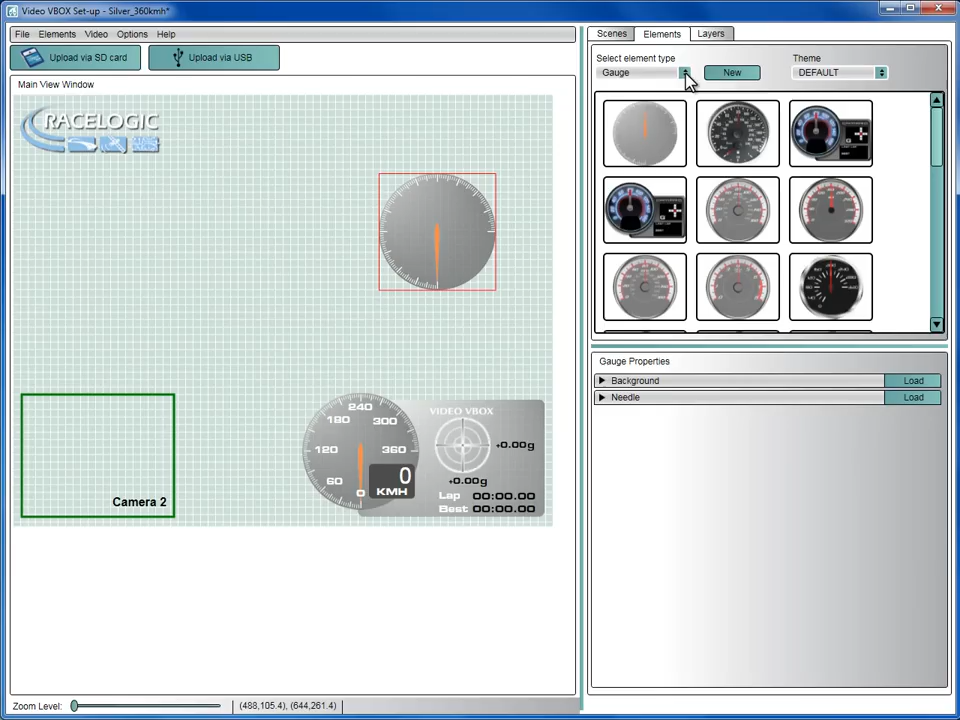 Video VBOX Set-up - Silver_360kmh*
File Elements Video Options Help
Upload via SD card
Upload via USB
Main View Window
RACELOGIC
Camera 2
240
180 300
120 360
60
0
0
KMH
VIDEO VBOX
+0.00g
+0.00g
Lap 00:00.00
Best 00:00.00
Zoom Level:
(488,105.4), (644,261.4)
Scenes Elements Layers
Select element type
Gauge
New
Theme
DEFAULT
Gauge Properties
Background Load
Needle Load